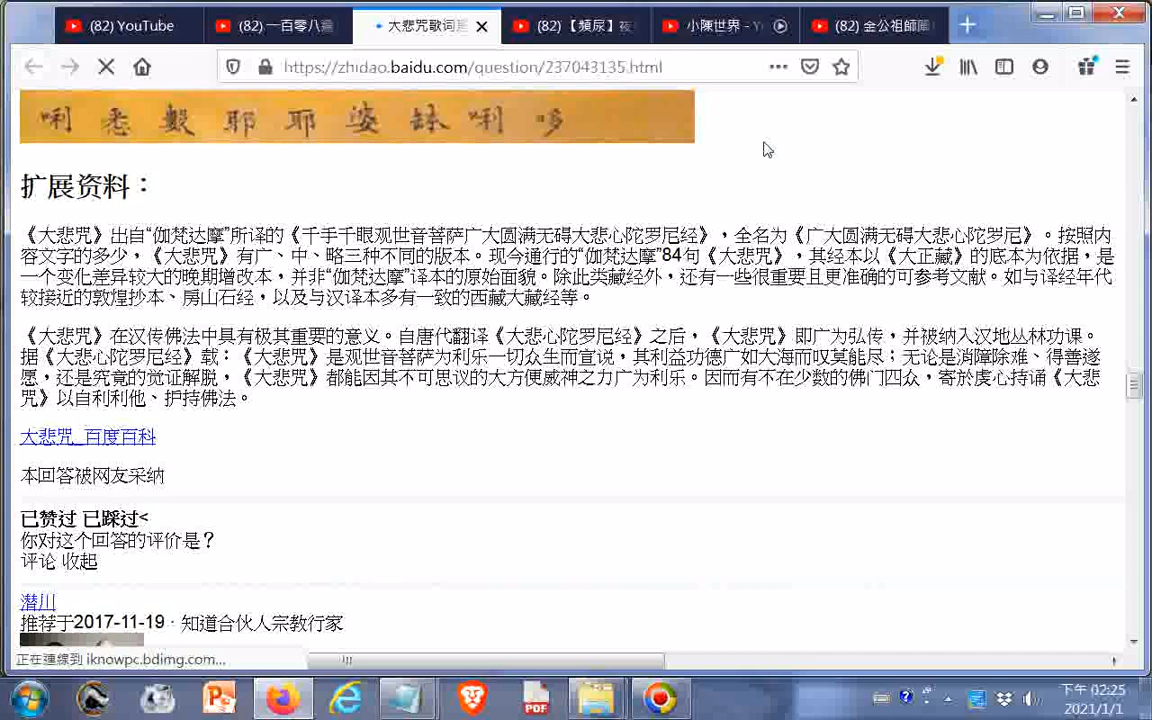 (82) YouTube
(82) 一百零八遍
大悲咒歌詞是
(82) 【頻尿】夜
小陳世界 - Yo
(82) 金公祖師圓
https://zhidao.baidu.com/question/237043135.html
唎 悉 數 耶 耶 婆 缽 唎 哆
扩展资料：
《大悲咒》出自“伽梵达摩”所译的《千手千眼观世音菩萨广大圆满无碍大悲心陀罗尼经》，全名为《广大圆满无碍大悲心陀罗尼》。按照内
容文字的多少，《大悲咒》有广、中、略三种不同的版本。现今通行的“伽梵达摩”84句《大悲咒》，其经本以《大正藏》的底本为依据，是
一个变化差异较大的晚期增改本，并非“伽梵达摩”译本的原始面貌。除此类藏经外，还有一些很重要且更准确的可参考文献。如与译经年代
较接近的敦煌抄本、房山石经，以及与汉译本多有一致的西藏大藏经等。
《大悲咒》在汉传佛法中具有极其重要的意义。自唐代翻译《大悲心陀罗尼经》之后，《大悲咒》即广为弘传，并被纳入汉地丛林功课。
据《大悲心陀罗尼经》载：《大悲咒》是观世音菩萨为利乐一切众生而宣说，其利益功德广如大海而叹莫能尽；无论是消障除难、得善遂
愿，还是究竟的觉证解脱，《大悲咒》都能因其不可思议的大方便威神之力广为利乐。因而有不在少数的佛门四众，寄於虔心持诵《大悲
咒》以自利利他、护持佛法。
大悲咒_百度百科
本回答被网友采纳
已赞过 已踩过<
你对这个回答的评价是？
评论 收起
潜川
推荐于2017-11-19 · 知道合伙人宗教行家
正在連線到 iknowpc.bdimg.com...
PDF
下午 02:25
2021/1/1